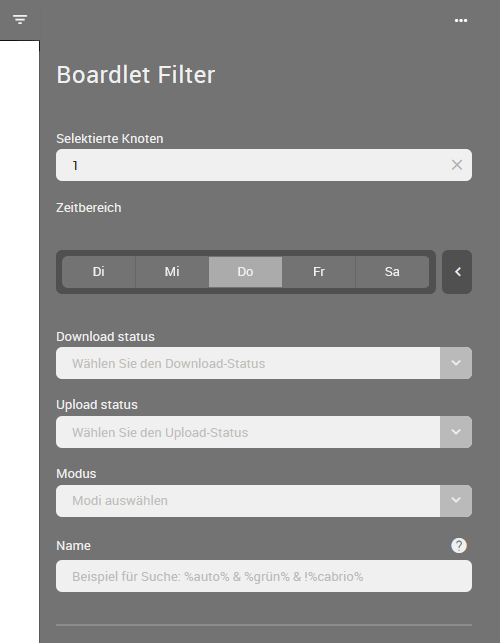 Boardlet Filter
Selektierte Knoten
1
Zeitbereich
Di Mi Do Fr Sa
Download status
Wählen Sie den Download-Status
Upload status
Wählen Sie den Upload-Status
Modus
Modi auswählen
Name ?
Beispiel für Suche: %auto% & %grün% & !%cabrio%